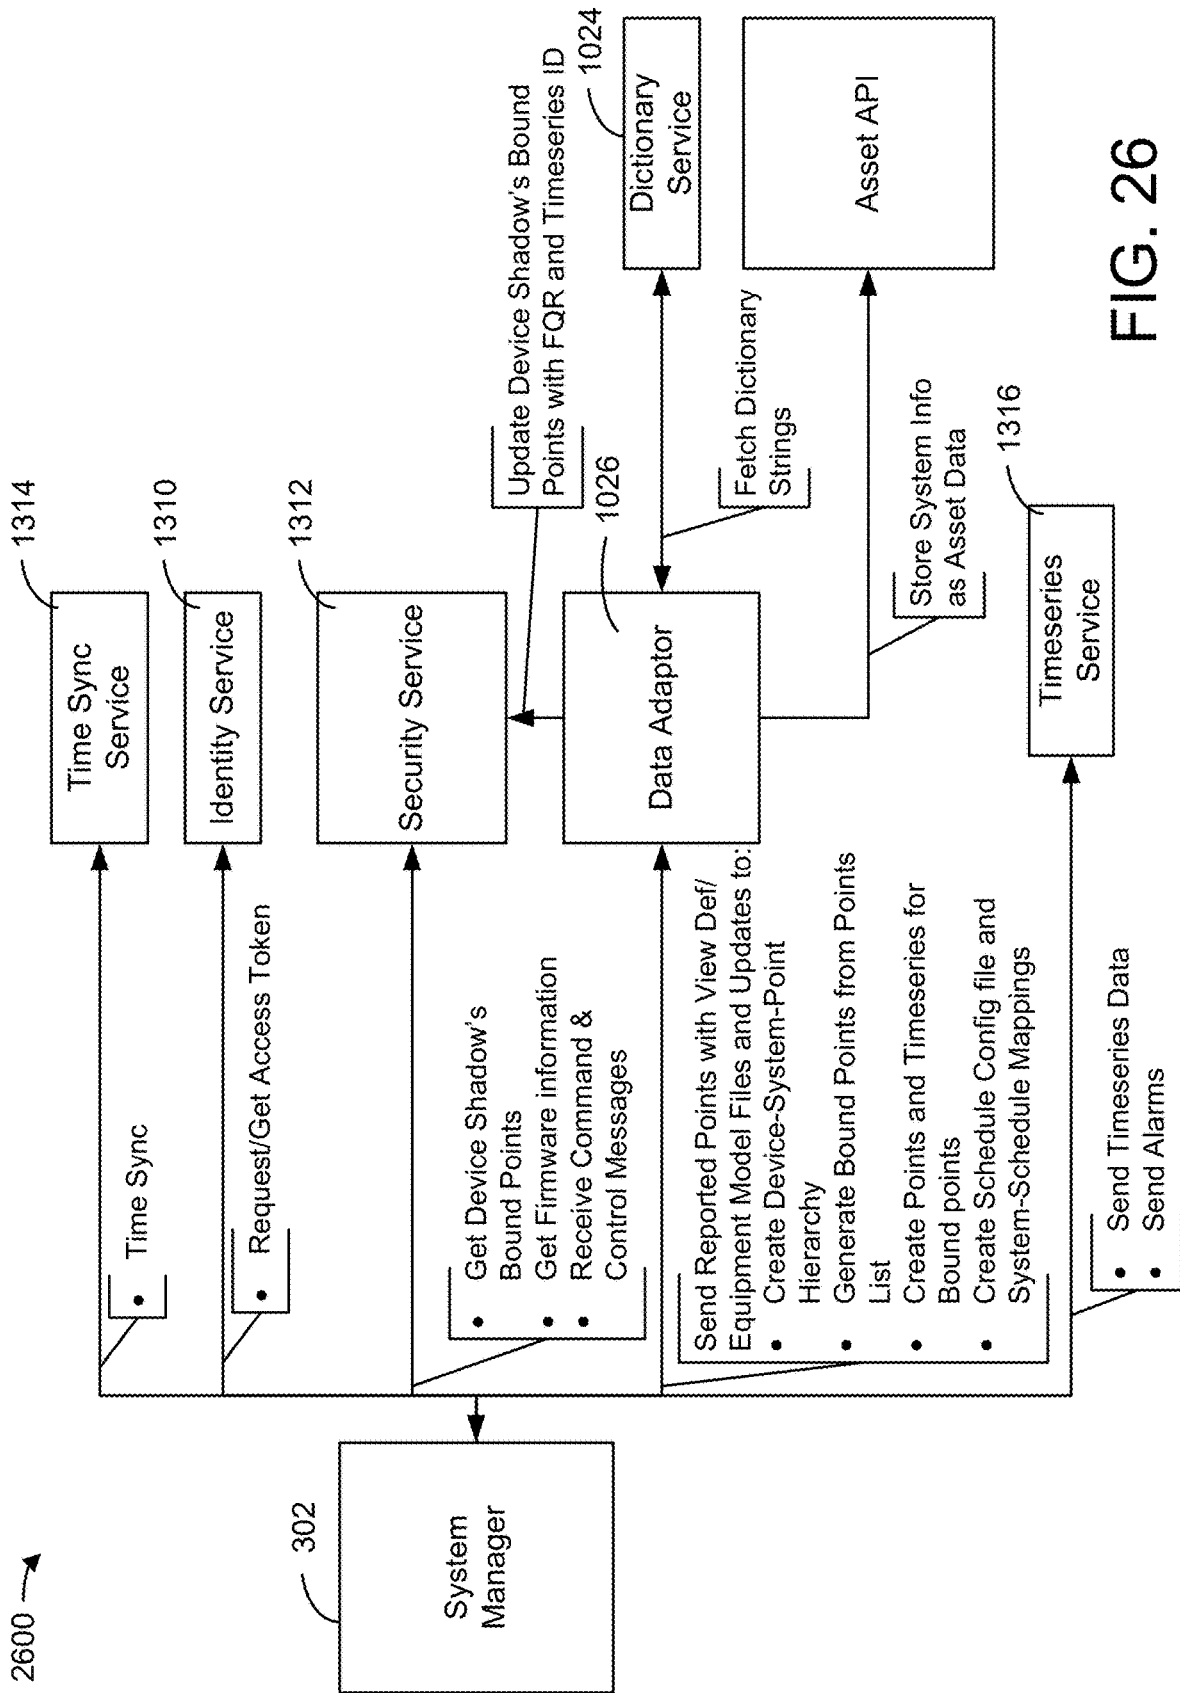 2600
302
System
Manager
1314
Time Sync
Service
• Time Sync
1310
Identity Service
• Request/Get Access Token
1312
Security Service
• Get Device Shadow's
Bound Points
• Get Firmware information
• Receive Command &
Control Messages
Update Device Shadow's Bound
Points with FQR and Timeseries ID
1026
Data Adaptor
Send Reported Points with View Def/
Equipment Model Files and Updates to:
• Create Device-System-Point
Hierarchy
• Generate Bound Points from Points
List
• Create Points and Timeseries for
Bound points
• Create Schedule Config file and
System-Schedule Mappings
Fetch Dictionary
Strings
1024
Dictionary
Service
Store System Info
as Asset Data
Asset API
1316
Timeseries
Service
• Send Timeseries Data
• Send Alarms
FIG. 26